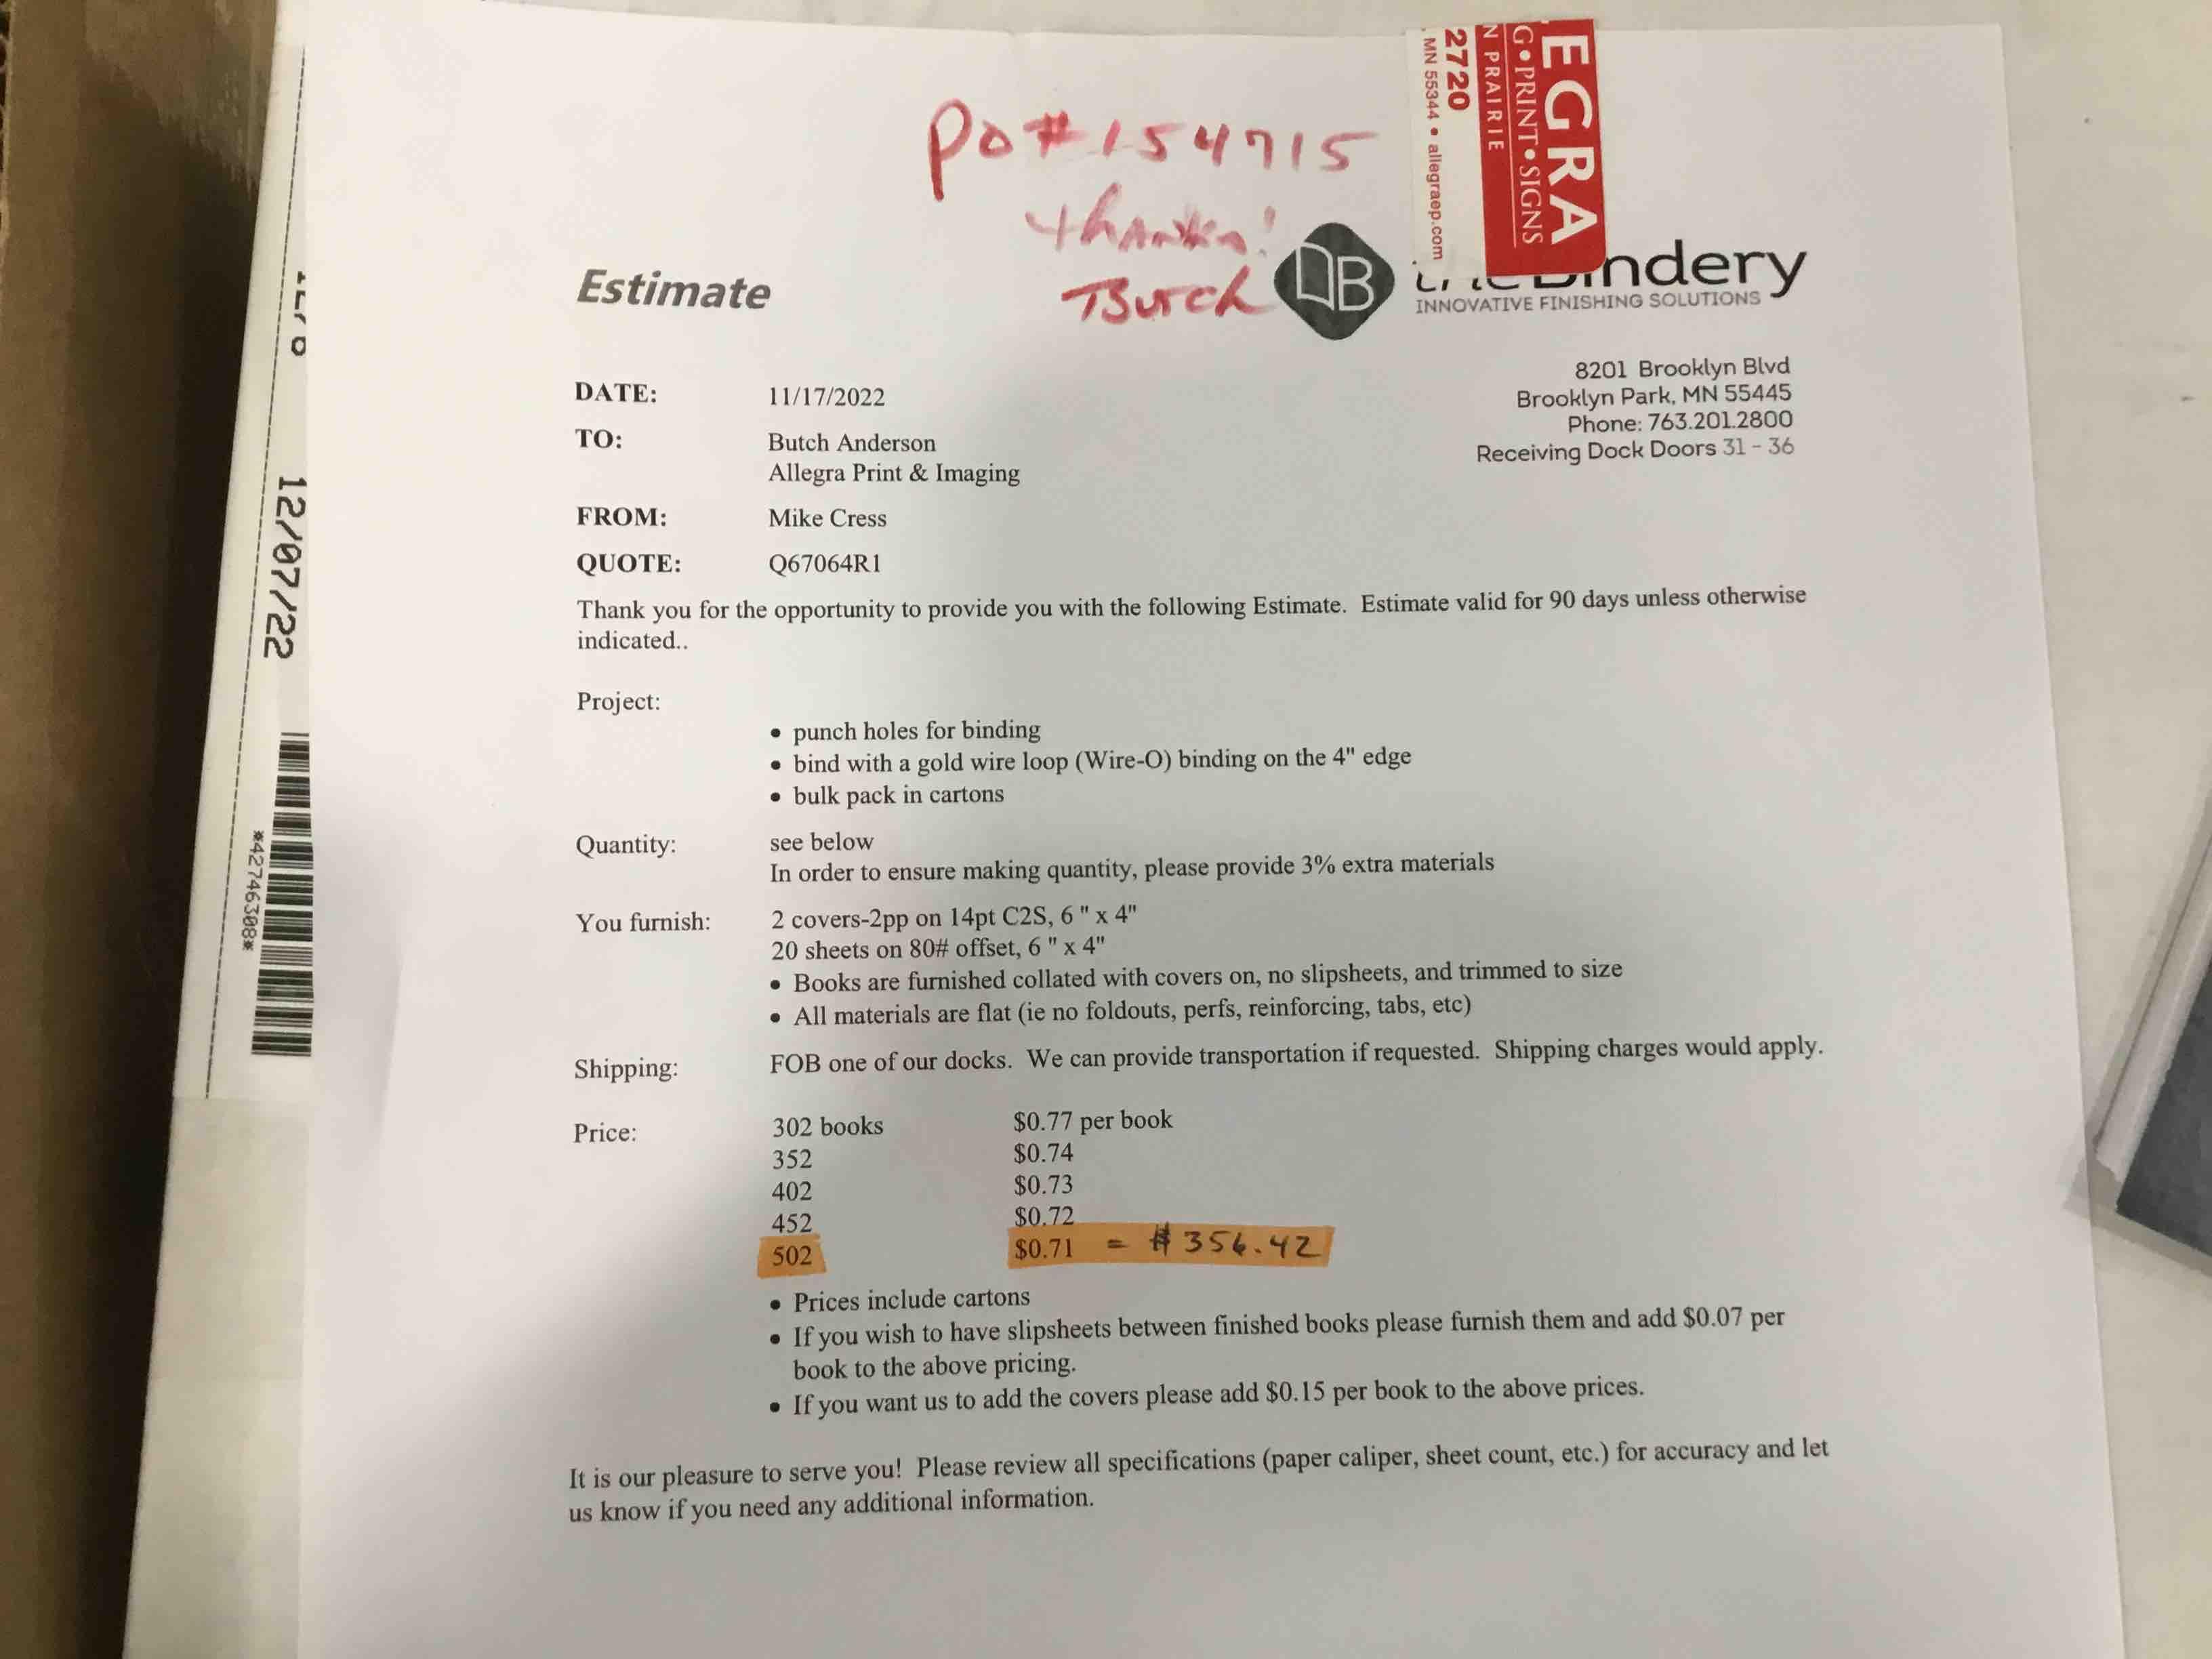 PO# 154715
thanks!
Butch
EGRA
G•PRINT•SIGNS
N PRAIRIE
2720
, MN 55344 • allegraep.com
Estimate
B
ndery
INNOVATIVE FINISHING SOLUTIONS
8201 Brooklyn Blvd
Brooklyn Park, MN 55445
Phone: 763.201.2800
Receiving Dock Doors 31 - 36
DATE: 11/17/2022
TO: Butch Anderson
Allegra Print & Imaging
FROM: Mike Cress
QUOTE: Q67064R1
Thank you for the opportunity to provide you with the following Estimate. Estimate valid for 90 days unless otherwise
indicated..
Project:
• punch holes for binding
• bind with a gold wire loop (Wire-O) binding on the 4" edge
• bulk pack in cartons
Quantity: see below
In order to ensure making quantity, please provide 3% extra materials
You furnish: 2 covers-2pp on 14pt C2S, 6 " x 4"
20 sheets on 80# offset, 6 " x 4"
• Books are furnished collated with covers on, no slipsheets, and trimmed to size
• All materials are flat (ie no foldouts, perfs, reinforcing, tabs, etc)
Shipping: FOB one of our docks. We can provide transportation if requested. Shipping charges would apply.
Price: 302 books $0.77 per book
352 $0.74
402 $0.73
452 $0.72
502 $0.71 = $356.42
• Prices include cartons
• If you wish to have slipsheets between finished books please furnish them and add $0.07 per
book to the above pricing.
• If you want us to add the covers please add $0.15 per book to the above prices.
It is our pleasure to serve you! Please review all specifications (paper caliper, sheet count, etc.) for accuracy and let
us know if you need any additional information.
12/07/22
*42746308*